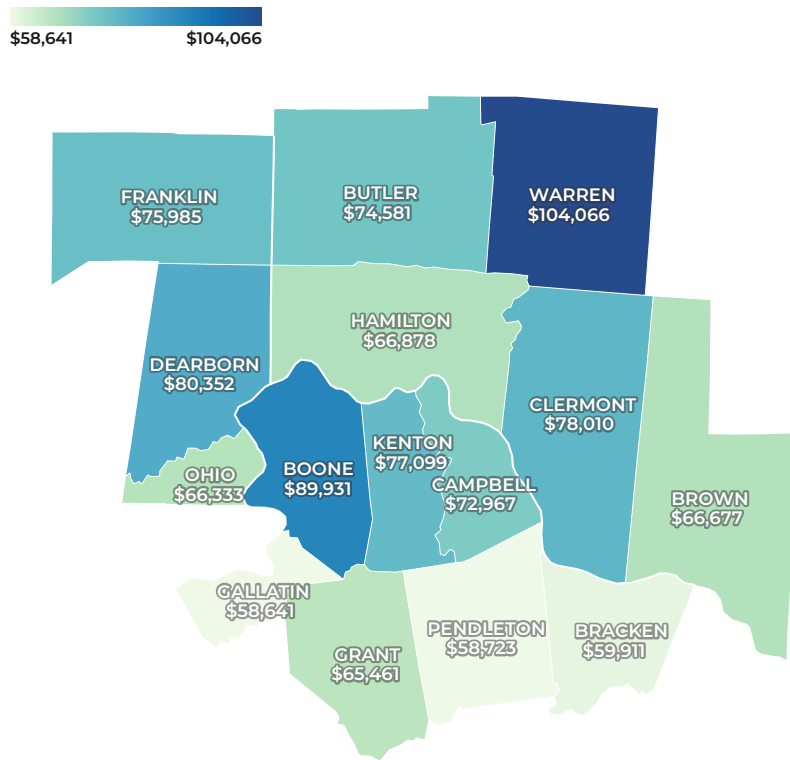 $58,641
$104,066
FRANKLIN
$75,985
BUTLER
$74,581
WARREN
$104,066
HAMILTON
$66,878
DEARBORN
$80,352
CLERMONT
$78,010
KENTON
$77,099
OHIO
$66,333
BOONE
$89,931
CAMPBELL
$72,967
BROWN
$66,677
GALLATIN
$58,641
PENDLETON
$58,723
BRACKEN
$59,911
GRANT
$65,461